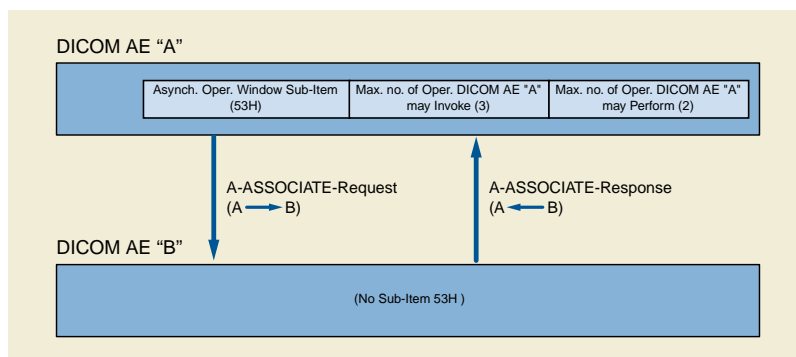 DICOM AE “A”
Asynch. Oper. Window Sub-Item
(53H)
Max. no. of Oper. DICOM AE "A"
may Invoke (3)
Max. no. of Oper. DICOM AE "A"
may Perform (2)
A-ASSOCIATE-Request
(A B)
A-ASSOCIATE-Response
(A B)
DICOM AE “B”
(No Sub-Item 53H )